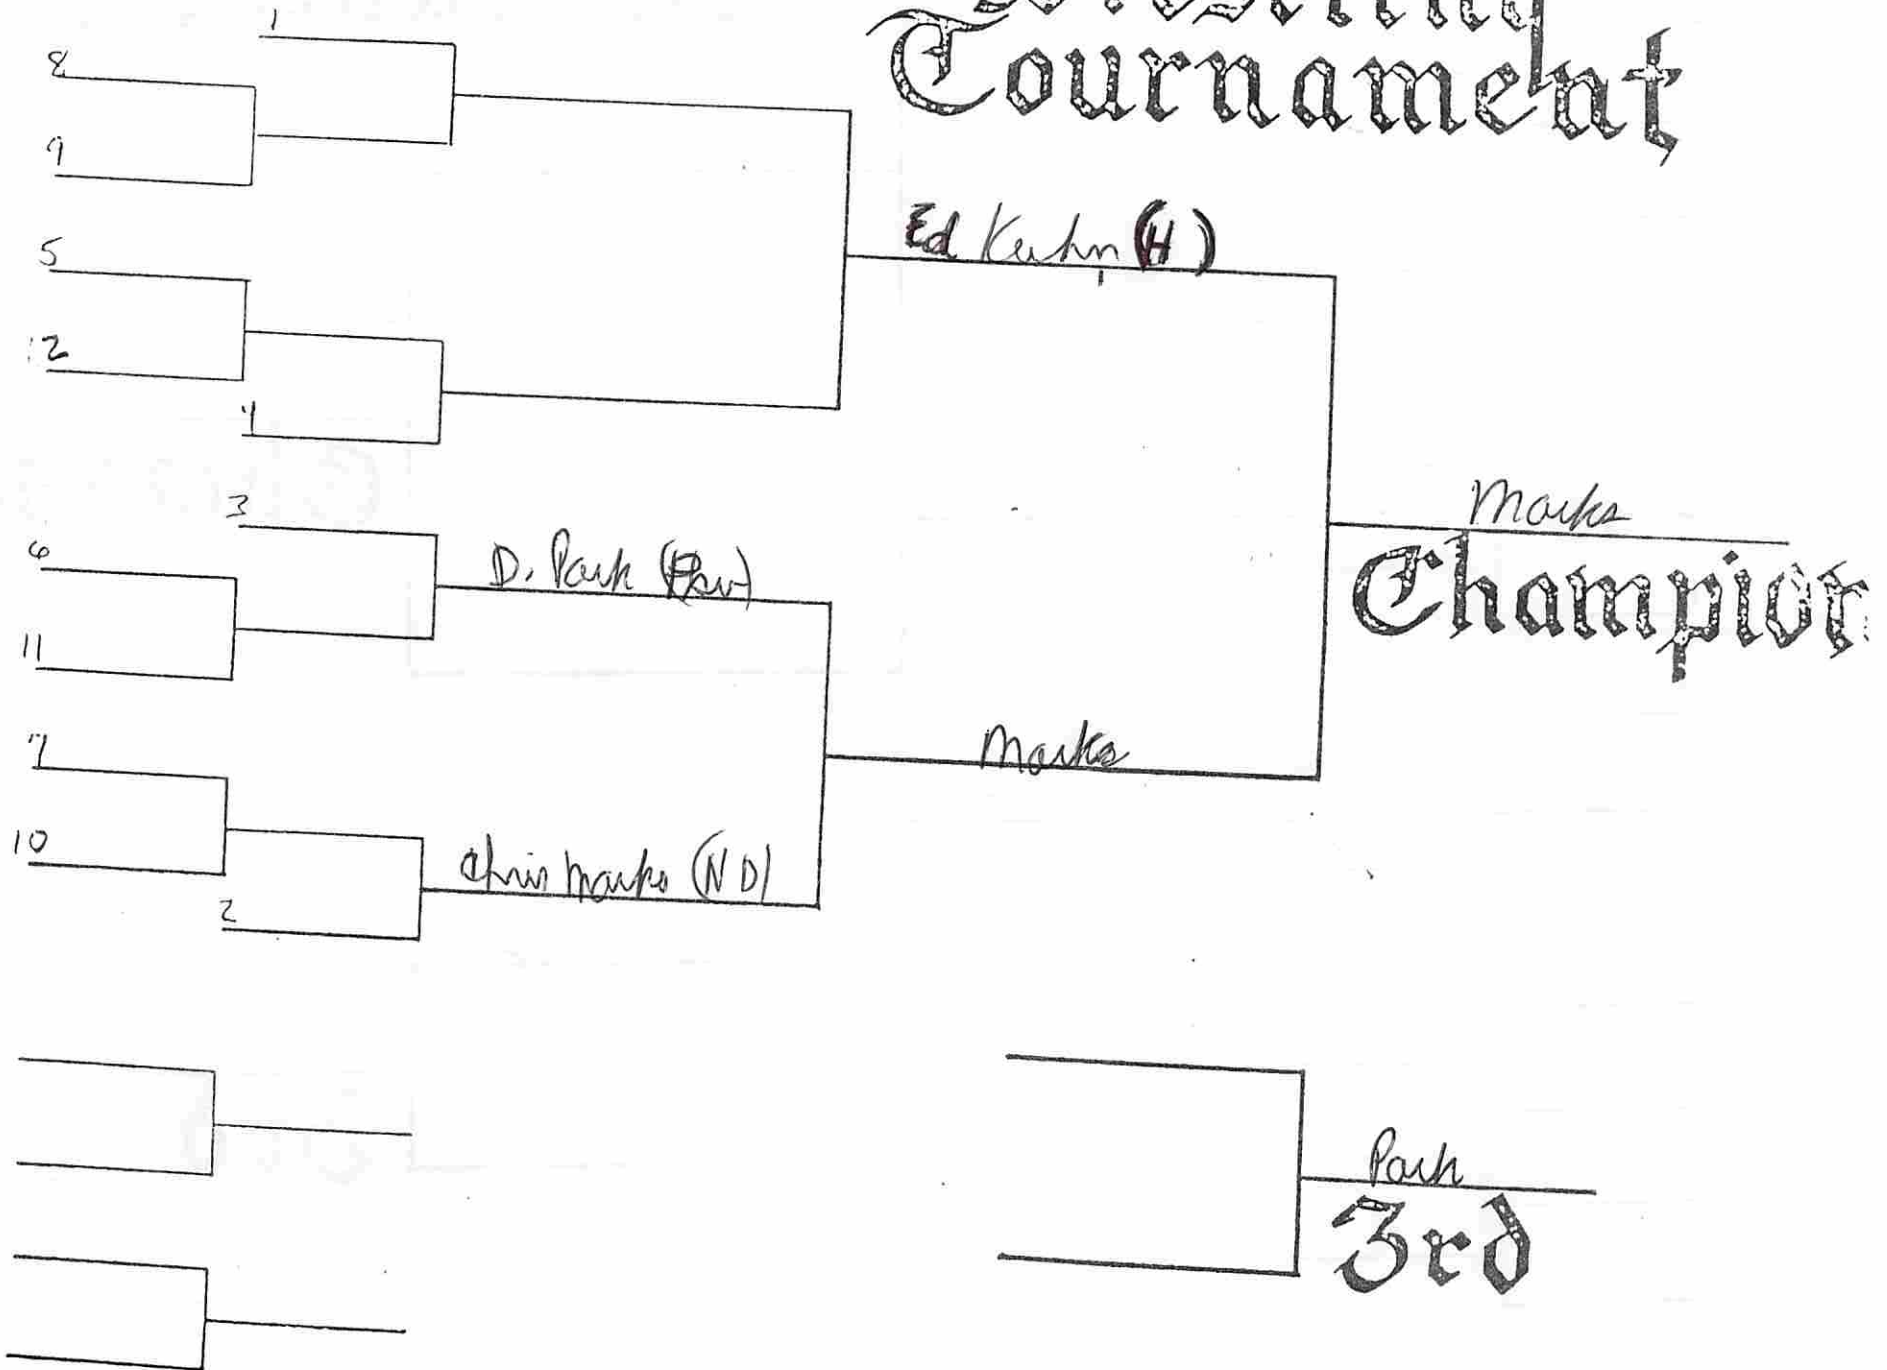 Wrestling
Tournament
1
8
9
Ed Kuhn (H)
5
12
4
3
D. Park
6
11
Marks
Champion
7
Marks
10
Chris Marks (ND)
2
Park
3rd